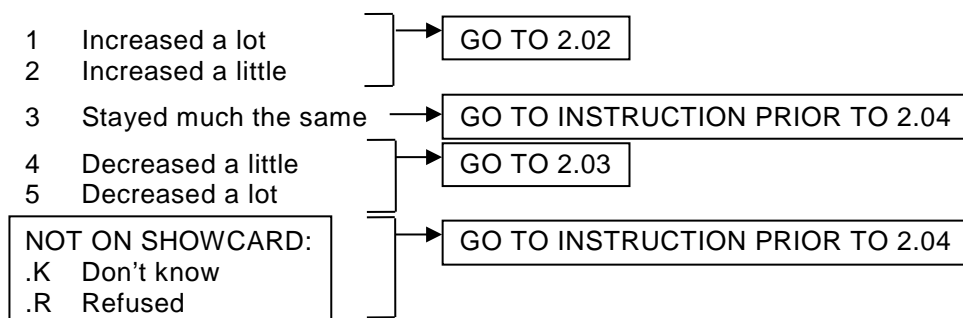 1 Increased a lot GO TO 2.02
2 Increased a little
3 Stayed much the same GO TO INSTRUCTION PRIOR TO 2.04
4 Decreased a little GO TO 2.03
5 Decreased a lot
NOT ON SHOWCARD: GO TO INSTRUCTION PRIOR TO 2.04
.K Don't know
.R Refused